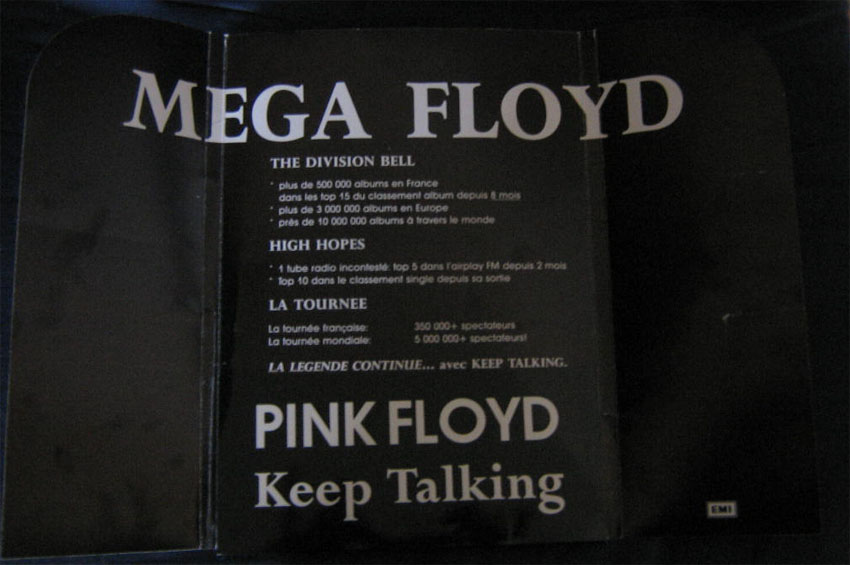 MEGA FLOYD
THE DIVISION BELL
* plus de 500 000 albums en France
dans les top 15 du classement album depuis 8 mois
* plus de 3 000 000 albums en Europe
* près de 10 000 000 albums à travers le monde
HIGH HOPES
* 1 tube radio incontesté: top 5 dans l'airplay FM depuis 2 mois
* Top 10 dans le classement single depuis sa sortie
LA TOURNEE
La tournée française: 350 000+ spectateurs
La tournée mondiale: 5 000 000+ spectateurs!
LA LEGENDE CONTINUE... avec KEEP TALKING.
PINK FLOYD
Keep Talking
EMI